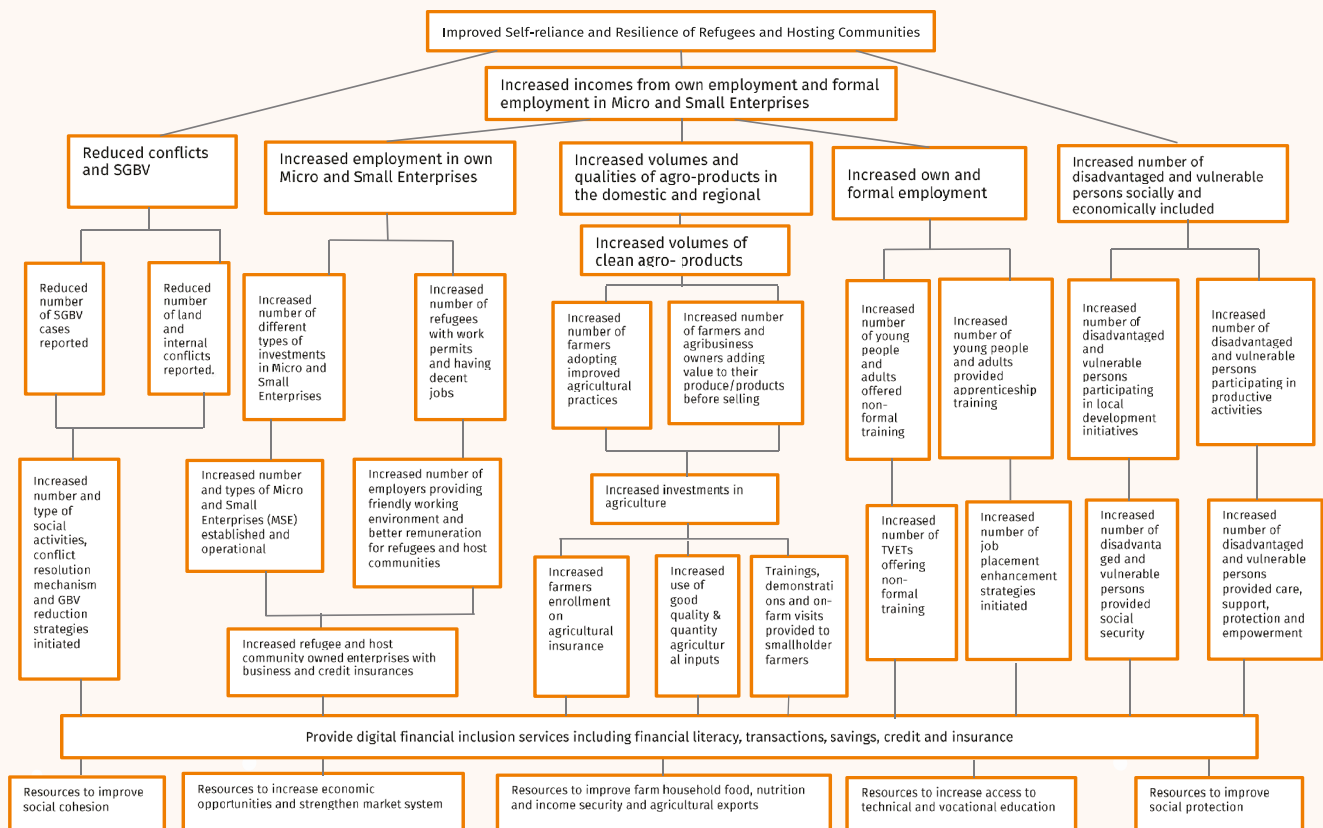 Improved Self-reliance and Resilience of Refugees and Hosting Communities
Increased incomes from own employment and formal
employment in Micro and Small Enterprises
Reduced conflicts
and SGBV
Increased employment in own
Micro and Small Enterprises
Increased volumes and
qualities of agro-products in
the domestic and regional
Increased own and
formal employment
Increased number of
disadvantaged and vulnerable
persons socially and
economically included
Increased volumes of
clean agro- products
Reduced
number
of SGBV
cases
reported
Reduced
number
of land
and
internal
conflicts
reported.
Increased
number of
different
types of
investments
in Micro and
Small
Enterprises
Increased
number of
refugees
with work
permits
and having
decent
jobs
Increased
number of
farmers
adopting
improved
agricultural
practices
Increased number
of farmers and
agribusiness
owners adding
value to their
produce/products
before selling
Increased
number
of young
people
and
adults
offered
non-
formal
training
Increased
number of
young people
and adults
provided
apprenticeship
training
Increased
number of
disadvantaged
and
vulnerable
persons
participating
in local
development
initiatives
Increased
number of
disadvantaged
and vulnerable
persons
participating in
productive
activities
Increased
number and
type of
social
activities,
conflict
resolution
mechanism
and GBV
reduction
strategies
initiated
Increased number
and types of Micro
and Small
Enterprises (MSE)
established and
operational
Increased number of
employers providing
friendly working
environment and
better remuneration
for refugees and host
communities
Increased investments in
agriculture
Increased
number
of TVETs
offering
non-
formal
training
Increased
number of
job
placement
enhancement
strategies
initiated
Increased
number of
disadvanta
ged and
vulnerable
persons
provided
social
security
Increased
number of
disadvantaged
and vulnerable
persons
provided care,
support,
protection and
empowerment
Increased
farmers
enrollment
on
agricultural
insurance
Increased
use of
good
quality &
quantity
agricultur
al inputs
Trainings,
demonstrati
ons and on-
farm visits
provided to
smallholder
farmers
Increased refugee and host
community owned enterprises with
business and credit insurances
Provide digital financial inclusion services including financial literacy, transactions, savings, credit and insurance
Resources to improve
social cohesion
Resources to increase economic
opportunities and strengthen market system
Resources to improve farm household food, nutrition
and income security and agricultural exports
Resources to increase access to
technical and vocational education
Resources to improve
social protection